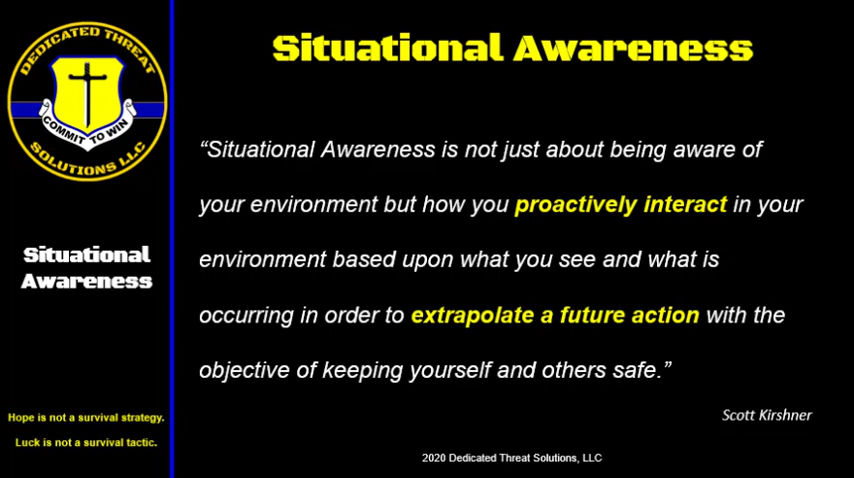 DEDICATED THREAT
COMMIT TO WIN
SOLUTIONS LLC
Situational
Awareness
Hope is not a survival strategy.
Luck is not a survival tactic.
Situational Awareness
“Situational Awareness is not just about being aware of
your environment but how you proactively interact in your
environment based upon what you see and what is
occurring in order to extrapolate a future action with the
objective of keeping yourself and others safe.”
Scott Kirshner
2020 Dedicated Threat Solutions, LLC